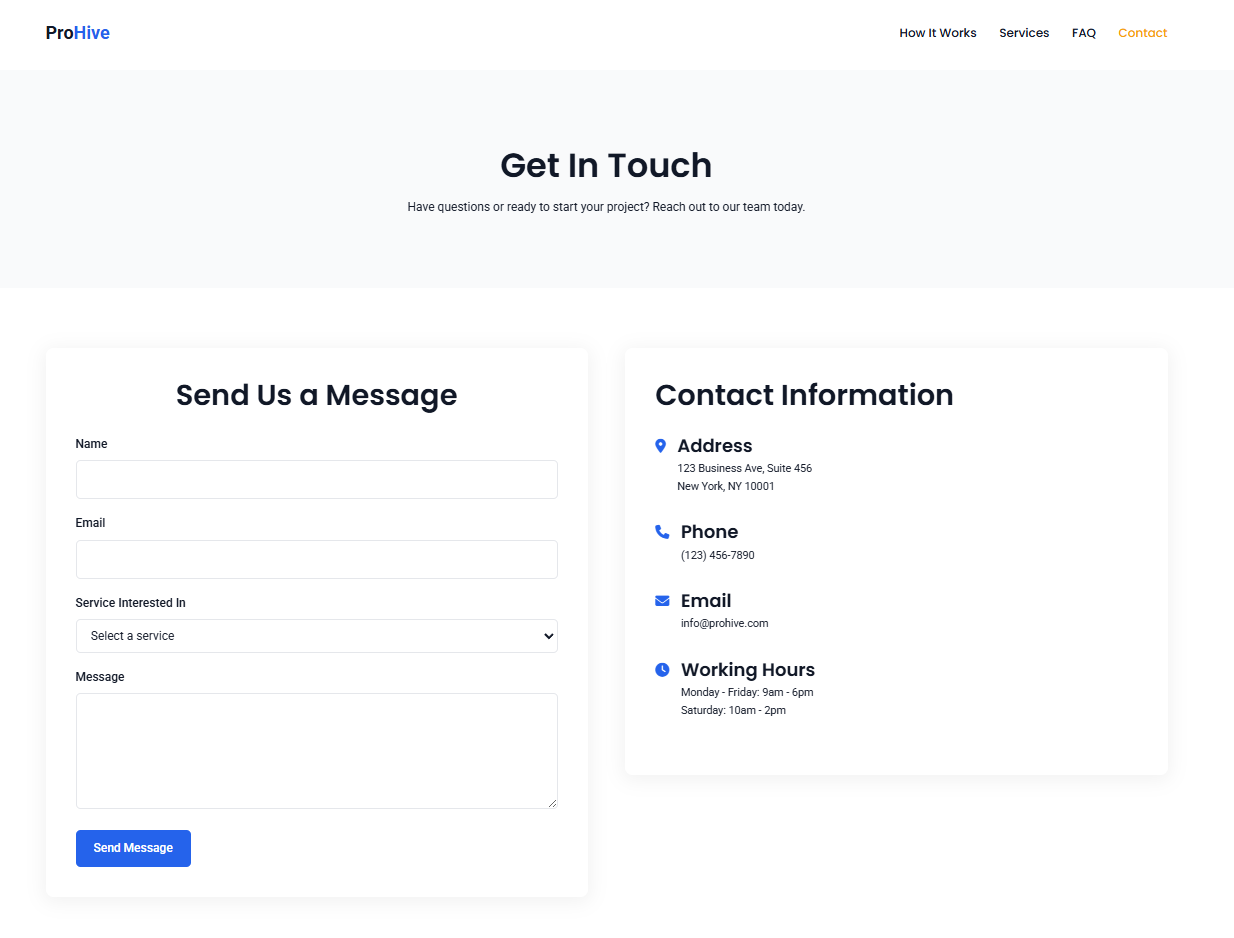 ProHive
How It Works
Services
FAQ
Contact
Get In Touch
Have questions or ready to start your project? Reach out to our team today.
Send Us a Message
Name
Email
Service Interested In
Select a service
Message
Send Message
Contact Information
Address
123 Business Ave, Suite 456
New York, NY 10001
Phone
(123) 456-7890
Email
info@prohive.com
Working Hours
Monday - Friday: 9am - 6pm
Saturday: 10am - 2pm